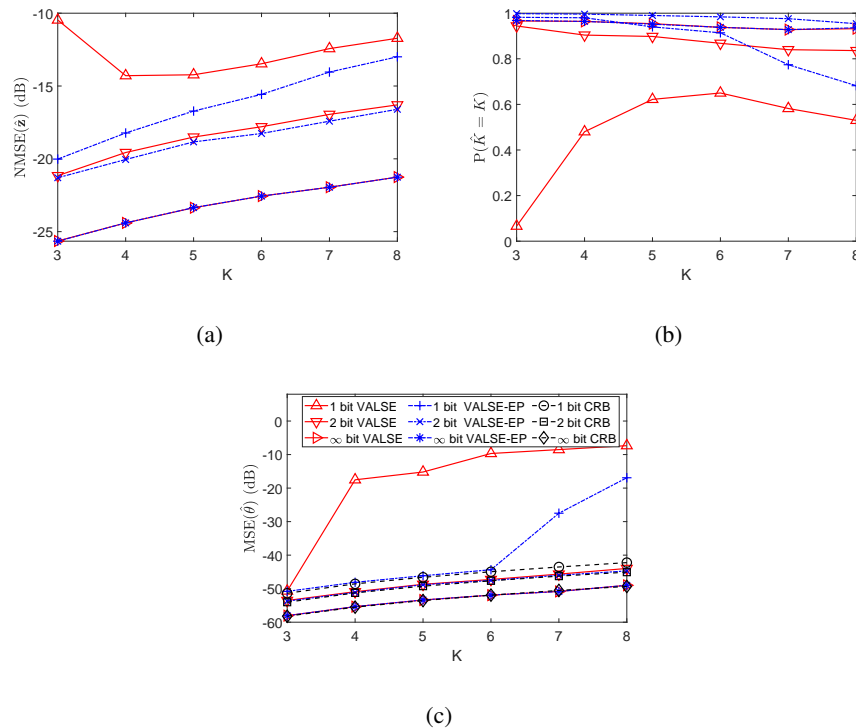 -10
-15
-20
-25
NMSE(ẑ) (dB)
3 4 5 6 7 8
K
(a)
1
0.8
0.6
0.4
0.2
0
P(K̂ = K)
3 4 5 6 7 8
K
(b)
1 bit VALSE 1 bit VALSE-EP 1 bit CRB
2 bit VALSE 2 bit VALSE-EP 2 bit CRB
∞ bit VALSE ∞ bit VALSE-EP ∞ bit CRB
0
-10
-20
-30
-40
-50
-60
MSE(θ̂) (dB)
3 4 5 6 7 8
K
(c)